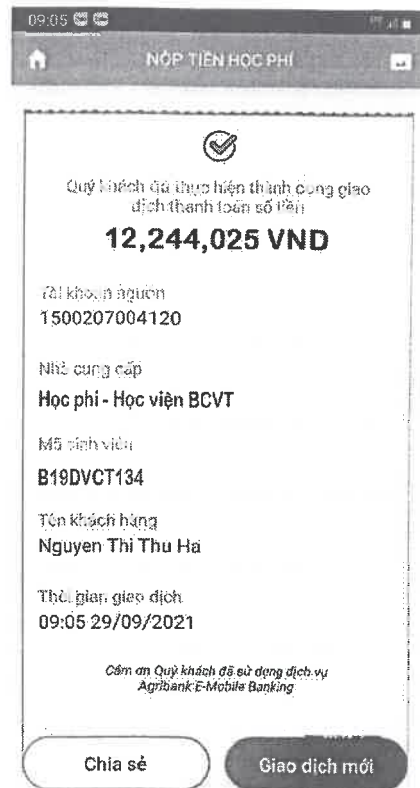 09:05
NỘP TIỀN HỌC PHÍ
Quý khách đã thực hiện thành công giao
dịch thanh toán số tiền
12,244,025 VND
Tài khoản nguồn
1500207004120
Nhà cung cấp
Học phí - Học viện BCVT
Mã sinh viên
B19DVCT134
Tên khách hàng
Nguyen Thi Thu Ha
Thời gian giao dịch
09:05 29/09/2021
Cảm ơn Quý khách đã sử dụng dịch vụ
Agribank E-Mobile Banking
Chia sẻ
Giao dịch mới